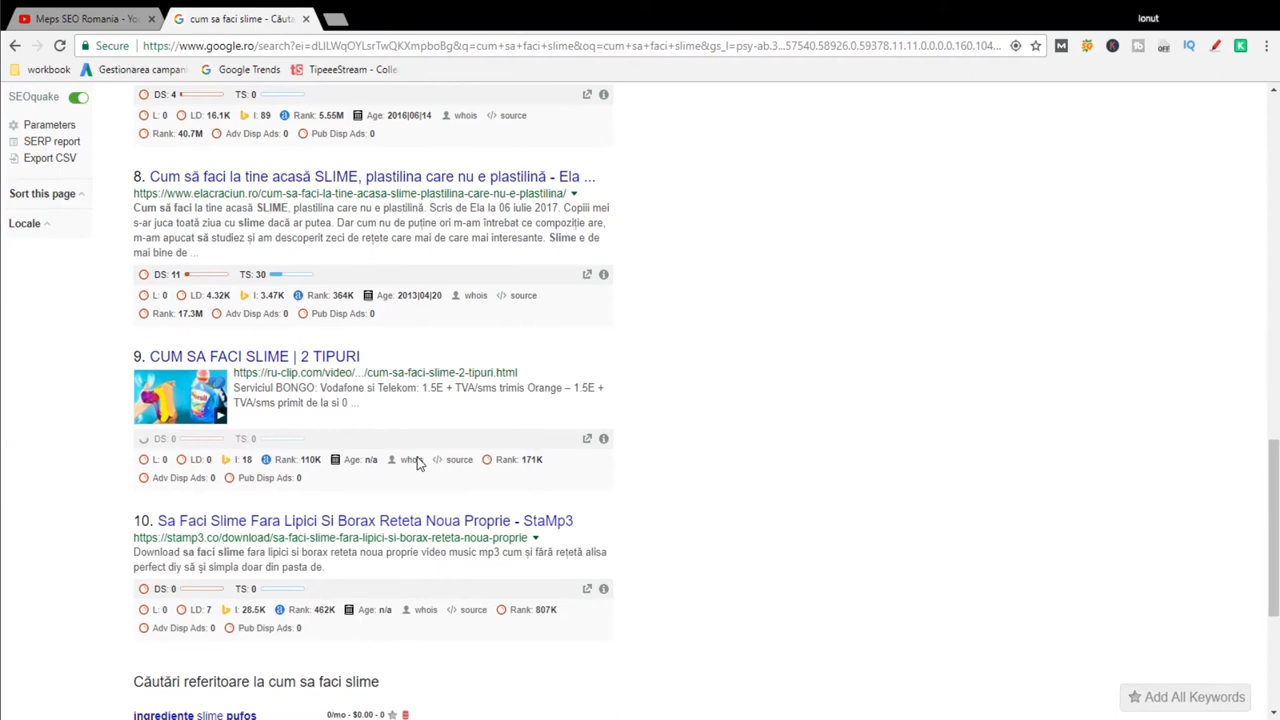 Meps SEO Romania - Yo
cum sa faci slime - Căuta
Ionut
Secure
https://www.google.ro/search?ei=dLILWqOYLsrTwQKXmpboBg&q=cum+sa+faci+slime&oq=cum+sa+faci+slime&gs_l=psy-ab.3...57540.58926.0.59378.11.11.0.0.0.0.160.104...
workbook
Gestionarea campani
Google Trends
TipeeeStream - Colle
SEOquake
DS: 4 TS: 0
Parameters
SERP report
Export CSV
L: 0 LD: 16.1K I: 89 Rank: 5.55M Age: 2016|06|14 whois source
Rank: 40.7M Adv Disp Ads: 0 Pub Disp Ads: 0
Sort this page
Locale
8. Cum să faci la tine acasă SLIME, plastilina care nu e plastilină - Ela ...
https://www.elacraciun.ro/cum-sa-faci-la-tine-acasa-slime-plastilina-care-nu-e-plastilina/
Cum să faci la tine acasă SLIME, plastilina care nu e plastilină. Scris de Ela la 06 iulie 2017. Copiii mei
s-ar juca toată ziua cu slime dacă ar putea. Dar cum nu de puține ori m-am întrebat ce compoziție are,
m-am apucat să studiez și am descoperit zeci de rețete care mai de care mai interesante. Slime e de
mai bine de ...
DS: 11 TS: 30
L: 0 LD: 4.32K I: 3.47K Rank: 364K Age: 2013|04|20 whois source
Rank: 17.3M Adv Disp Ads: 0 Pub Disp Ads: 0
9. CUM SA FACI SLIME | 2 TIPURI
https://ru-clip.com/video/.../cum-sa-faci-slime-2-tipuri.html
Serviciul BONGO: Vodafone si Telekom: 1.5E + TVA/sms trimis Orange – 1.5E +
TVA/sms primit de la si 0 ...
DS: 0 TS: 0
L: 0 LD: 0 I: 18 Rank: 110K Age: n/a whois source Rank: 171K
Adv Disp Ads: 0 Pub Disp Ads: 0
10. Sa Faci Slime Fara Lipici Si Borax Reteta Noua Proprie - StaMp3
https://stamp3.co/download/sa-faci-slime-fara-lipici-si-borax-reteta-noua-proprie
Download sa faci slime fara lipici si borax reteta noua proprie video music mp3 cum și fără rețetă alisa
perfect diy să şi simpla doar din pasta de.
DS: 0 TS: 0
L: 0 LD: 7 I: 28.5K Rank: 462K Age: n/a whois source Rank: 807K
Adv Disp Ads: 0 Pub Disp Ads: 0
Căutări referitoare la cum sa faci slime
Add All Keywords
ingrediente slime pufos 0/mo - $0.00 - 0